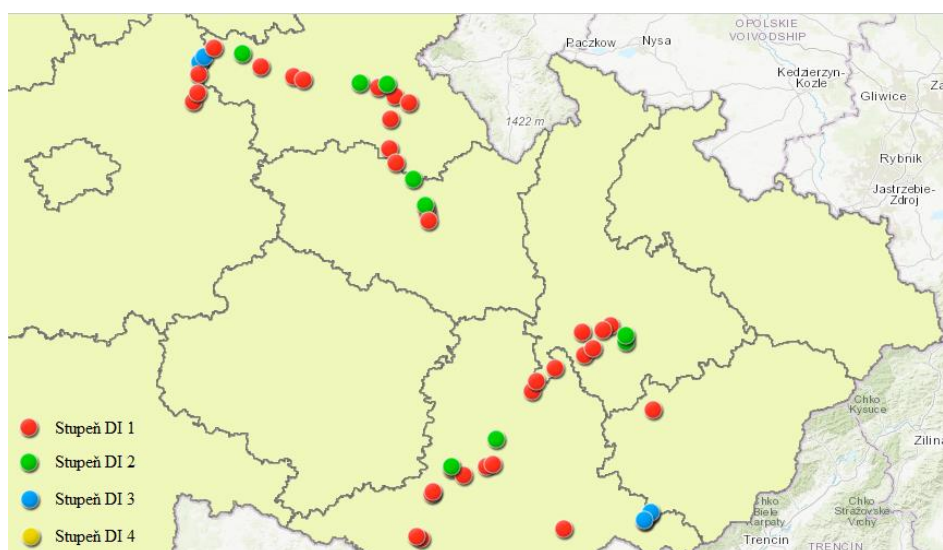 OPOLSKIE
VOIVODSHIP
Paczkow
Nysa
Kedzierzyn-
Kozle
Gliwice
Za
1422 m
Rybnik
Jastrzebie-
Zdroj
Chko
Kysuce
Zilina
Stupeň DI 1
Stupeň DI 2
Stupeň DI 3
Stupeň DI 4
Chko
Biele
Karpaty
Chko
Strážovské
Vrchy
Trencin
TRENCIN